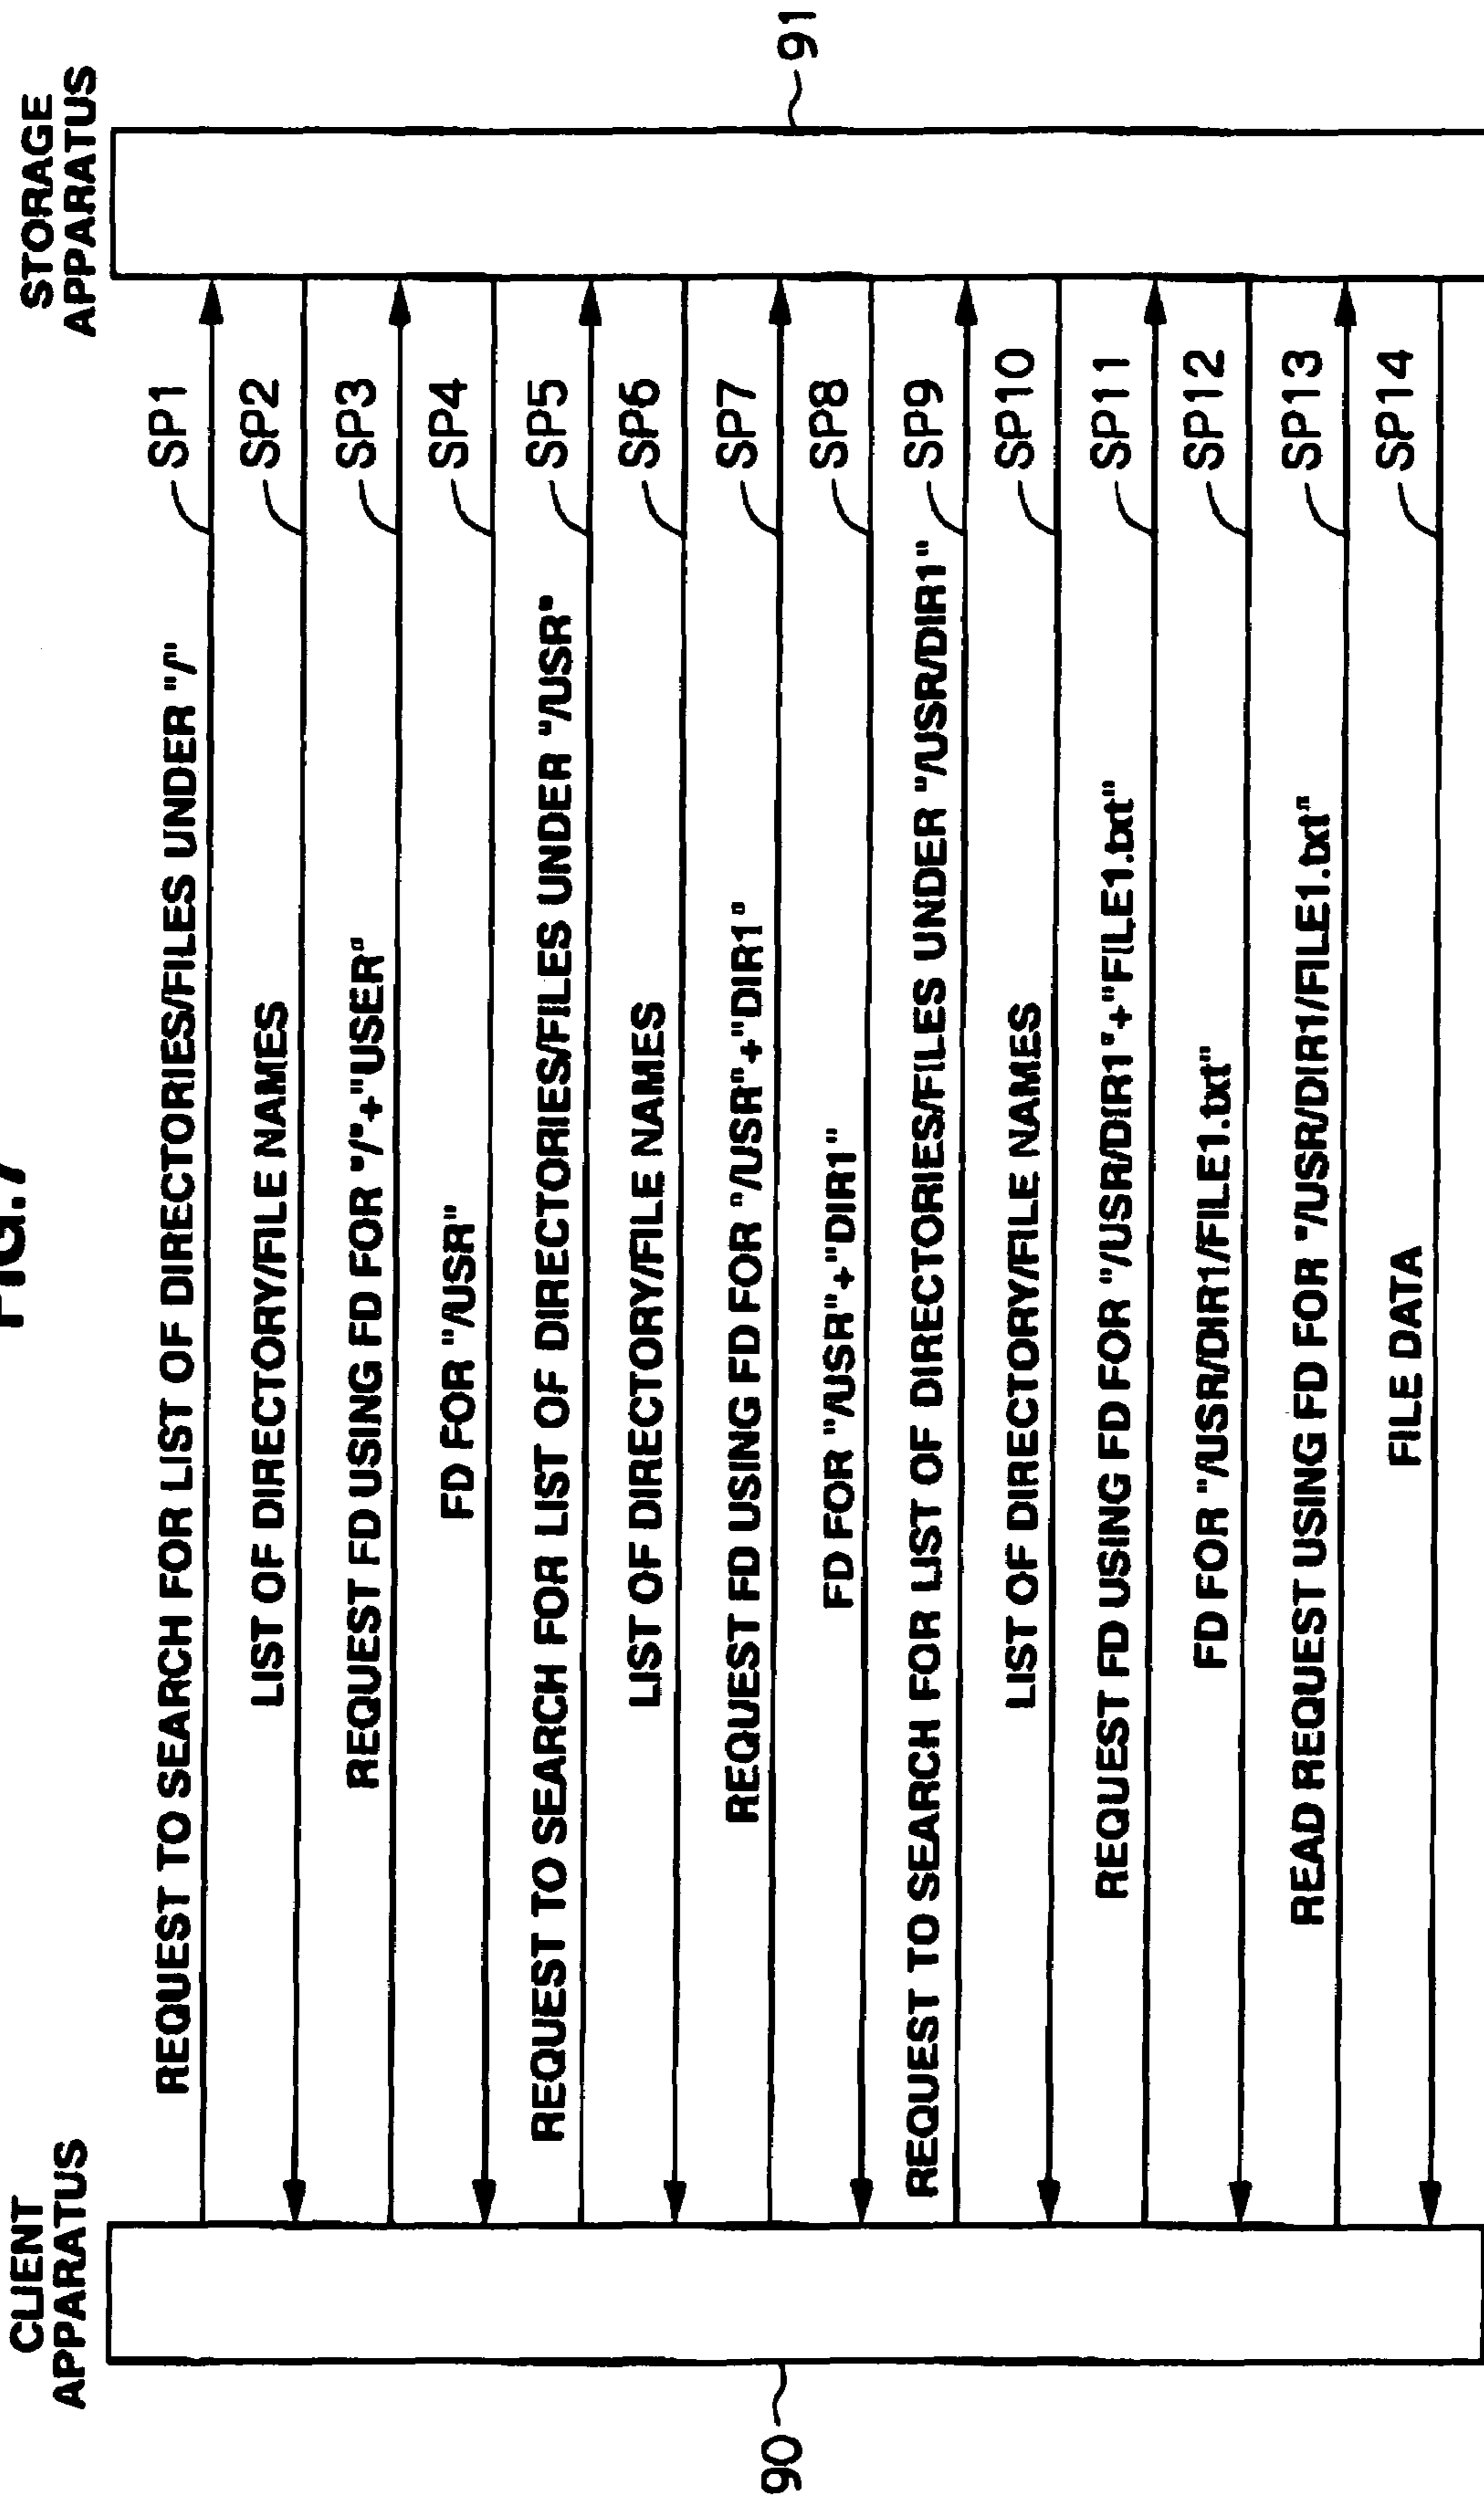 FIG.7
CLIENT
APPARATUS
STORAGE
APPARATUS
REQUEST TO SEARCH FOR LIST OF DIRECTORIES/FILES UNDER "/"
SP1
LIST OF DIRECTORY/FILE NAMES
SP2
REQUEST FD USING FD FOR "/"+"USER"
SP3
FD FOR "/USR"
SP4
REQUEST TO SEARCH FOR LIST OF DIRECTORIES/FILES UNDER "/USR"
SP5
LIST OF DIRECTORY/FILE NAMES
SP6
REQUEST FD USING FD FOR "/USR"+"DIR1"
SP7
FD FOR "/USR"+"DIR1"
SP8
REQUEST TO SEARCH FOR LIST OF DIRECTORIES/FILES UNDER "/USR/DIR1"
SP9
LIST OF DIRECTORY/FILE NAMES
SP10
REQUEST FD USING FD FOR "/USR/DIR1"+"FILE1.txt"
SP11
FD FOR "/USR/DIR1/FILE1.txt"
SP12
READ REQUEST USING FD FOR "/USR/DIR1/FILE1.txt"
SP13
FILE DATA
SP14
90
91